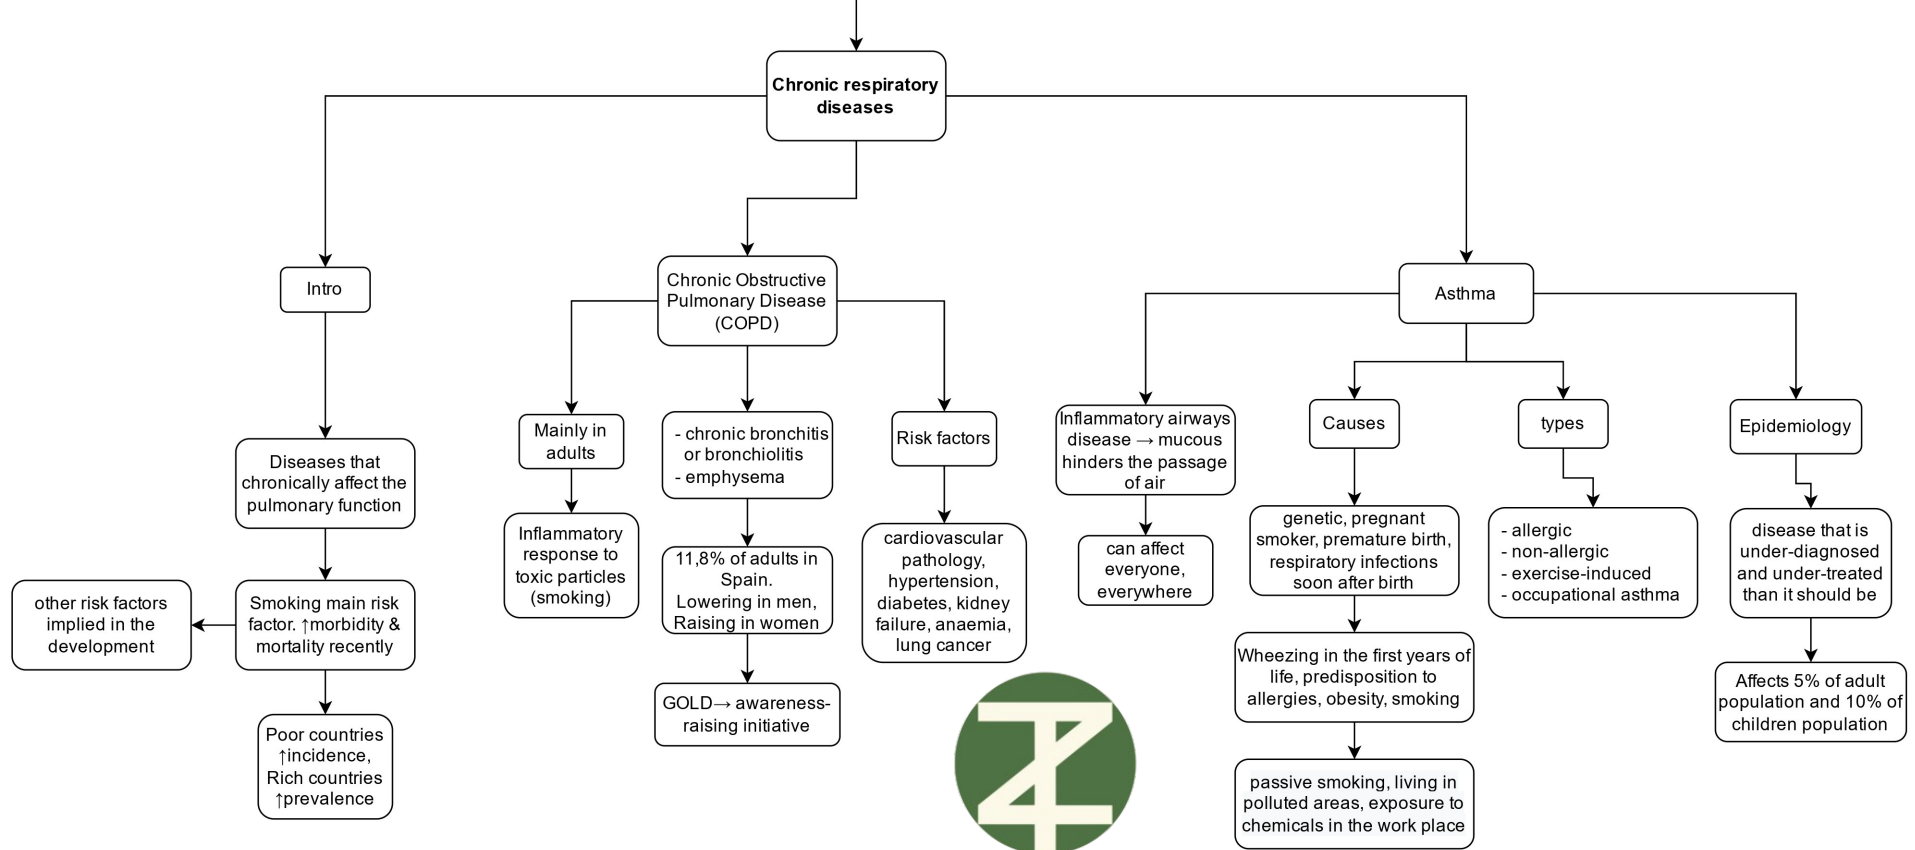 Chronic respiratory
diseases
Intro
Diseases that
chronically affect the
pulmonary function
Smoking main risk
factor. ↑morbidity &
mortality recently
other risk factors
implied in the
development
Poor countries
↑incidence,
Rich countries
↑prevalence
Chronic Obstructive
Pulmonary Disease
(COPD)
Mainly in
adults
Inflammatory
response to
toxic particles
(smoking)
- chronic bronchitis
or bronchiolitis
- emphysema
11,8% of adults in
Spain.
Lowering in men,
Raising in women
GOLD→ awareness-
raising initiative
Risk factors
cardiovascular
pathology,
hypertension,
diabetes, kidney
failure, anaemia,
lung cancer
Asthma
Inflammatory airways
disease → mucous
hinders the passage
of air
can affect
everyone,
everywhere
Causes
genetic, pregnant
smoker, premature birth,
respiratory infections
soon after birth
Wheezing in the first years of
life, predisposition to
allergies, obesity, smoking
passive smoking, living in
polluted areas, exposure to
chemicals in the work place
types
- allergic
- non-allergic
- exercise-induced
- occupational asthma
Epidemiology
disease that is
under-diagnosed
and under-treated
than it should be
Affects 5% of adult
population and 10% of
children population